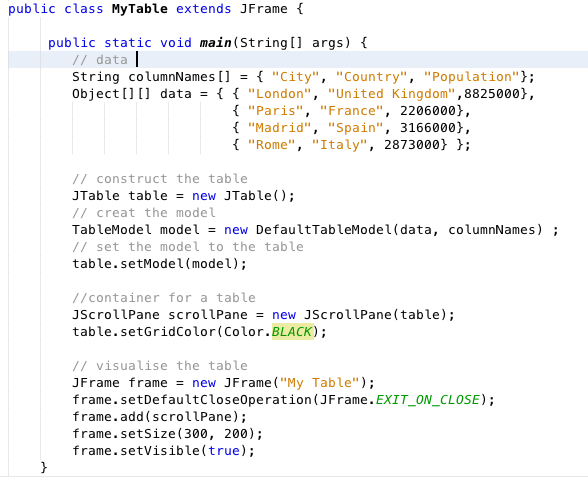 public class MyTable extends JFrame {
public static void main(String[] args) {
// data
String columnNames[] = { "City", "Country", "Population"};
Object[][] data = { { "London", "United Kingdom",8825000},
{ "Paris", "France", 2206000},
{ "Madrid", "Spain", 3166000},
{ "Rome", "Italy", 2873000} };
// construct the table
JTable table = new JTable();
// creat the model
TableModel model = new DefaultTableModel(data, columnNames) ;
// set the model to the table
table.setModel(model);
//container for a table
JScrollPane scrollPane = new JScrollPane(table);
table.setGridColor(Color.BLACK);
// visualise the table
JFrame frame = new JFrame("My Table");
frame.setDefaultCloseOperation(JFrame.EXIT_ON_CLOSE);
frame.add(scrollPane);
frame.setSize(300, 200);
frame.setVisible(true);
}